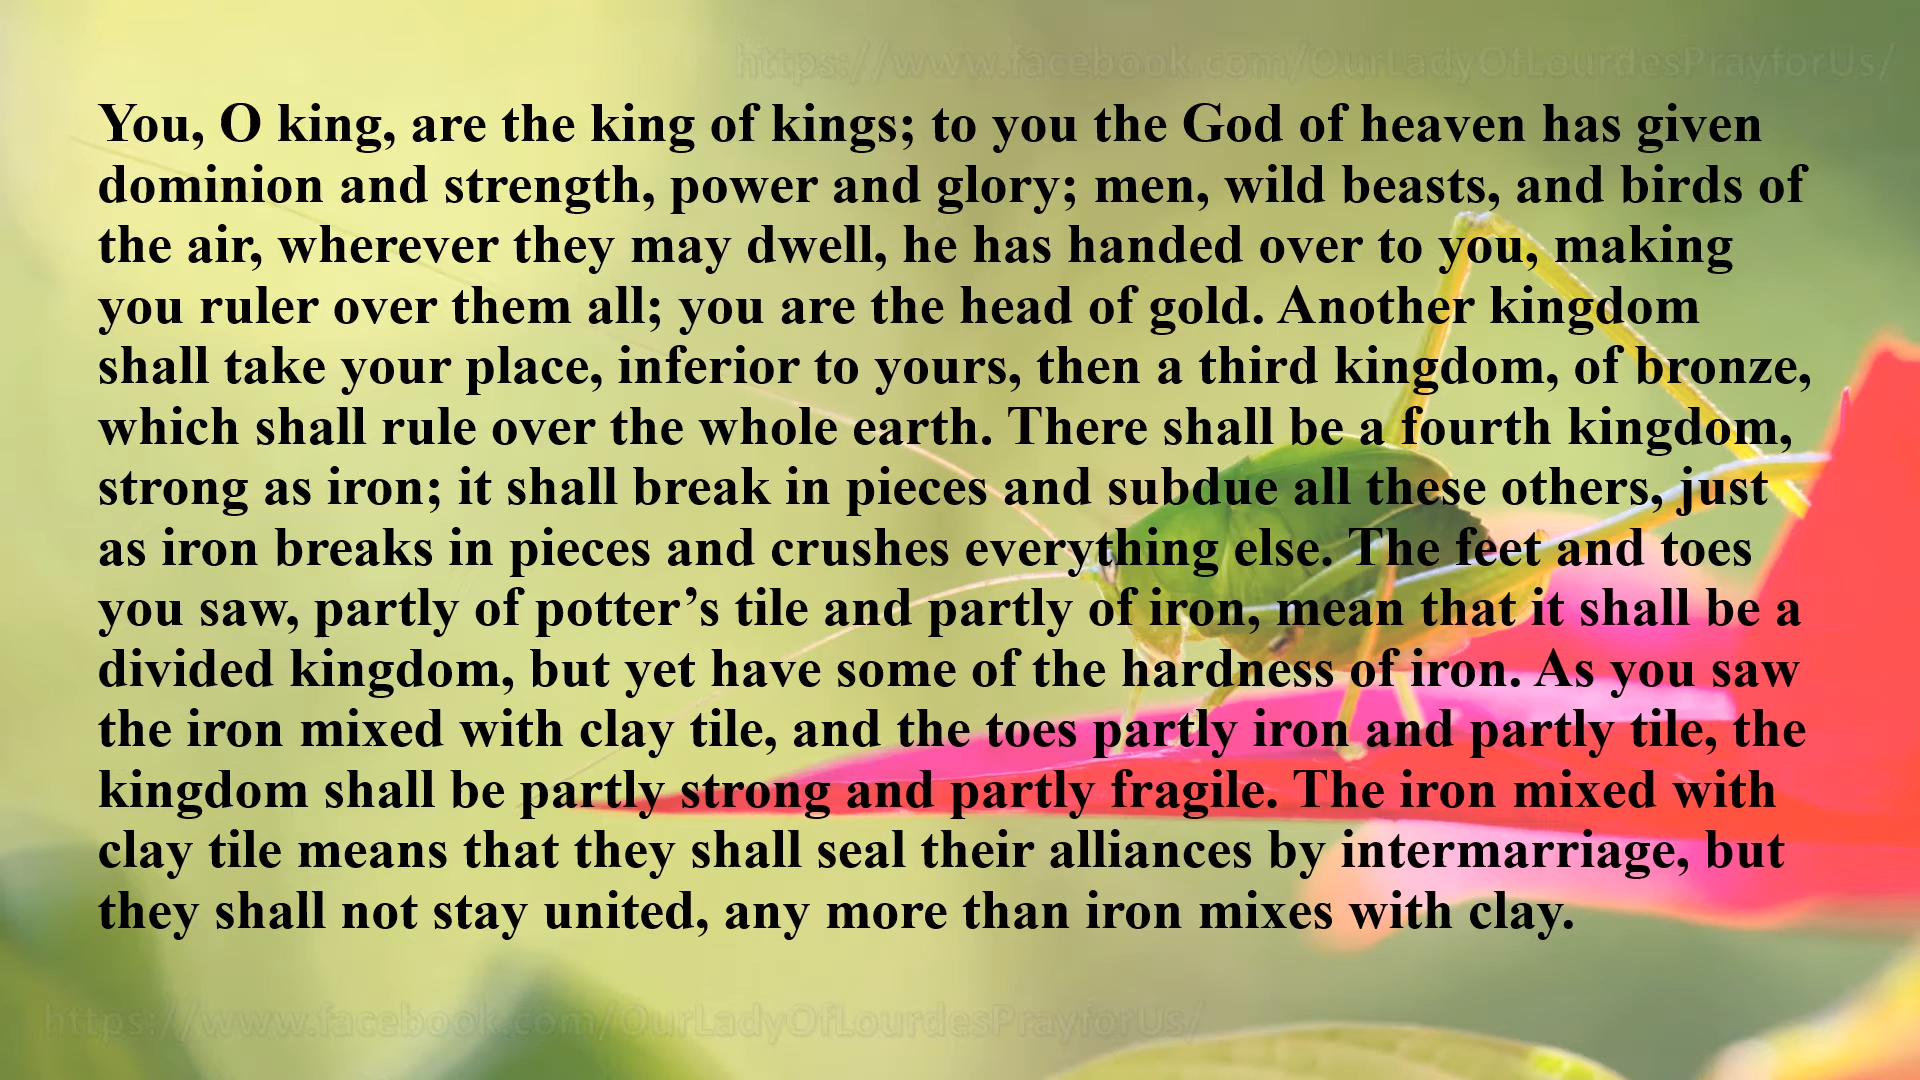 https://www.facebook.com/OurLadyOfLourdesPrayforUs/
You, O king, are the king of kings; to you the God of heaven has given
dominion and strength, power and glory; men, wild beasts, and birds of
the air, wherever they may dwell, he has handed over to you, making
you ruler over them all; you are the head of gold. Another kingdom
shall take your place, inferior to yours, then a third kingdom, of bronze,
which shall rule over the whole earth. There shall be a fourth kingdom,
strong as iron; it shall break in pieces and subdue all these others, just
as iron breaks in pieces and crushes everything else. The feet and toes
you saw, partly of potter’s tile and partly of iron, mean that it shall be a
divided kingdom, but yet have some of the hardness of iron. As you saw
the iron mixed with clay tile, and the toes partly iron and partly tile, the
kingdom shall be partly strong and partly fragile. The iron mixed with
clay tile means that they shall seal their alliances by intermarriage, but
they shall not stay united, any more than iron mixes with clay.
https://www.facebook.com/OurLadyOfLourdesPrayforUs/